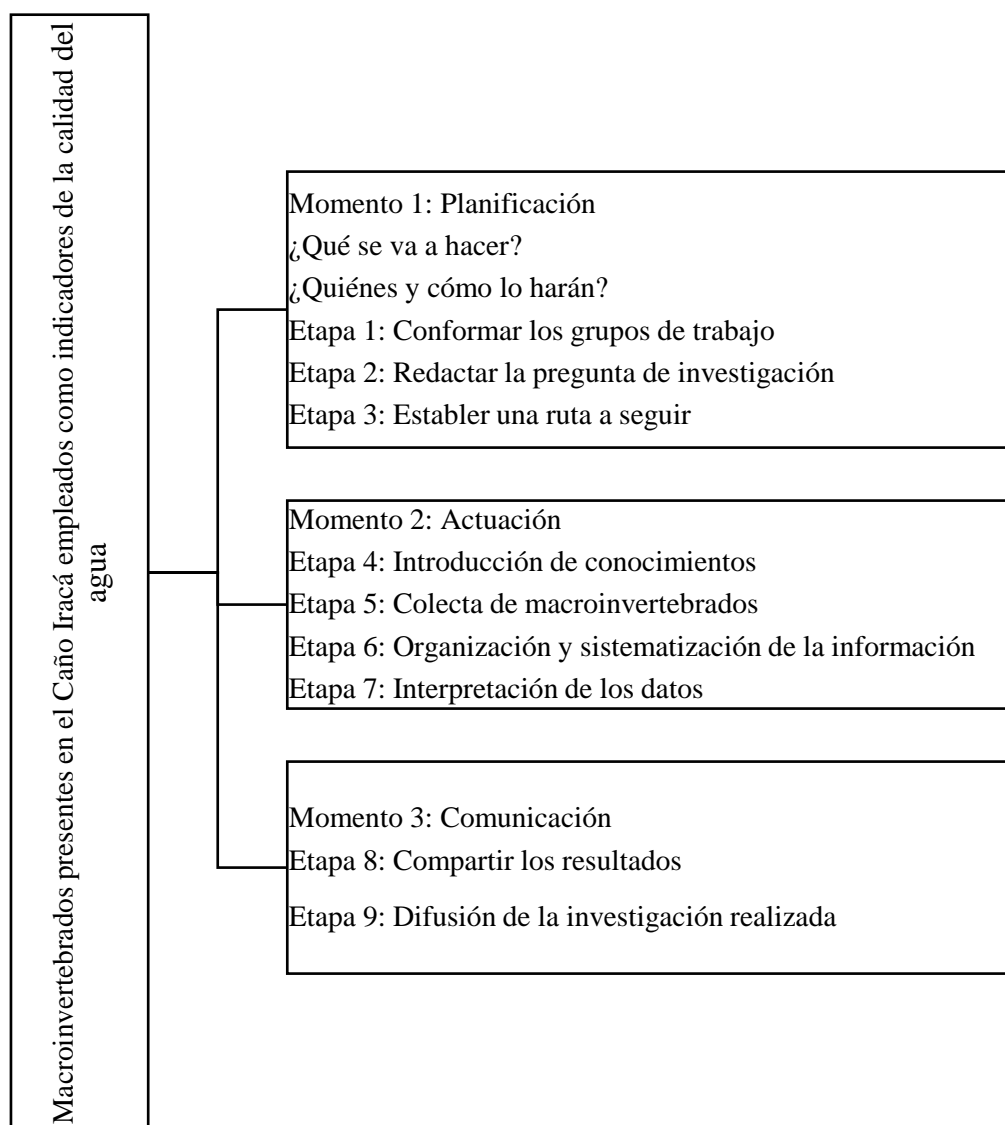 Macroinvertebrados presentes en el Caño Iracá empleados como indicadores de la calidad del
agua
Momento 1: Planificación
¿Qué se va a hacer?
¿Quiénes y cómo lo harán?
Etapa 1: Conformar los grupos de trabajo
Etapa 2: Redactar la pregunta de investigación
Etapa 3: Establer una ruta a seguir
Momento 2: Actuación
Etapa 4: Introducción de conocimientos
Etapa 5: Colecta de macroinvertebrados
Etapa 6: Organización y sistematización de la información
Etapa 7: Interpretación de los datos
Momento 3: Comunicación
Etapa 8: Compartir los resultados
Etapa 9: Difusión de la investigación realizada